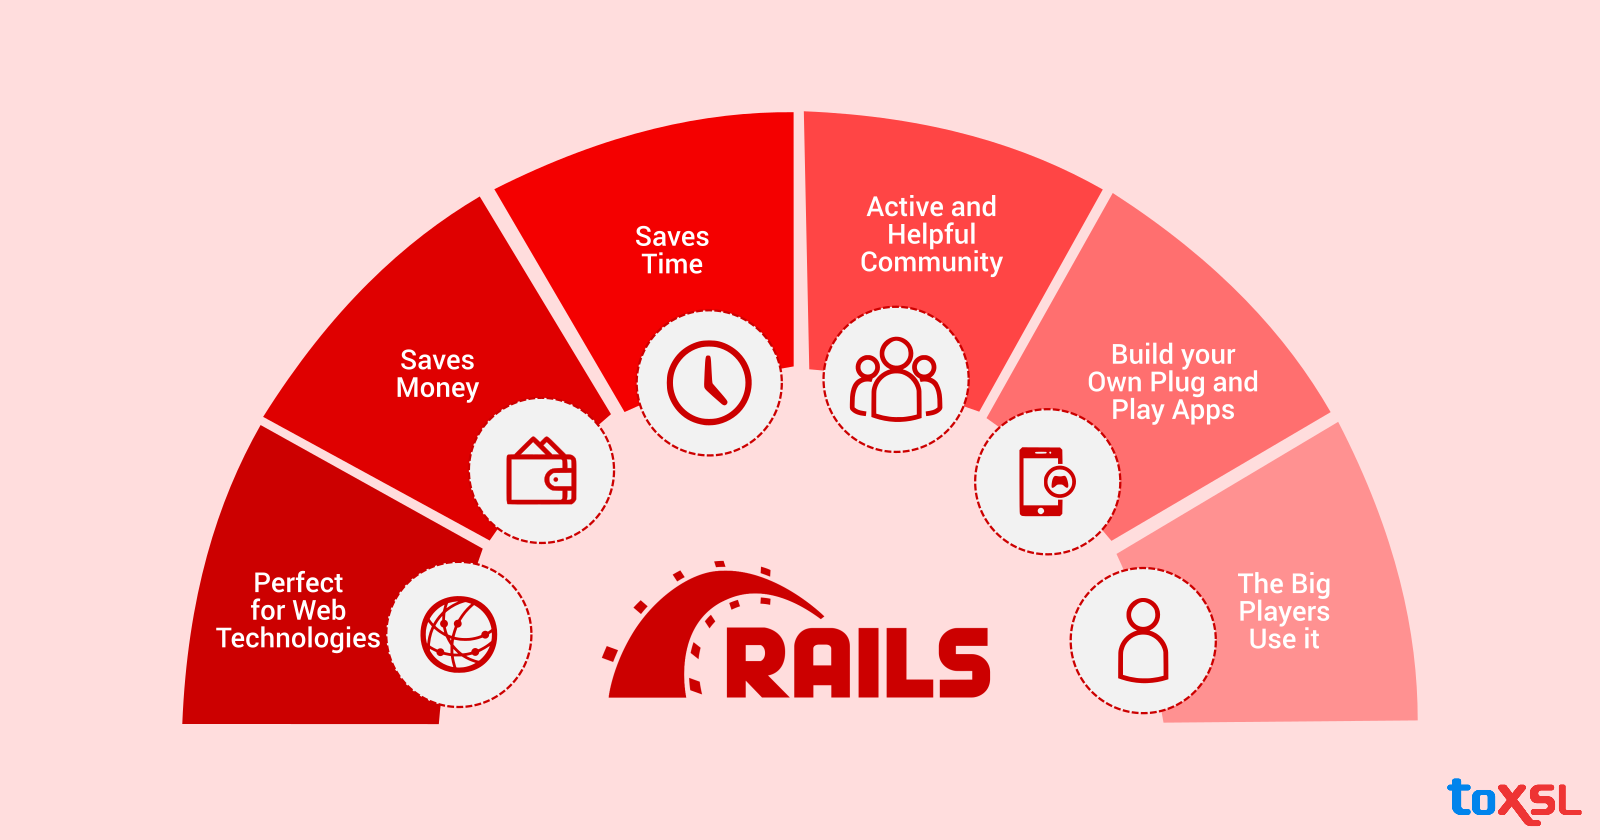 Perfect
for Web
Technologies
Saves
Money
Saves
Time
Active and
Helpful
Community
Build your
Own Plug and
Play Apps
The Big
Players
Use it
RAILS
toXSL